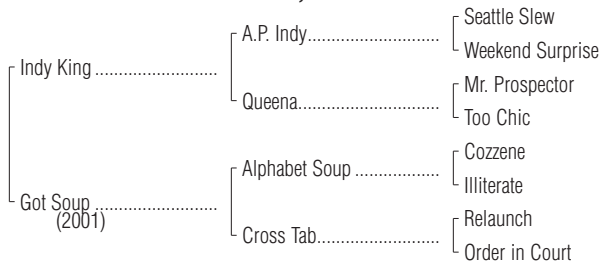 Seattle Slew
A.P. Indy..............................
Weekend Surprise
Indy King ..........................
Mr. Prospector
Queena..............................
Too Chic
Cozzene
Alphabet Soup ..................
Illiterate
Got Soup ..........................
(2001)
Relaunch
Cross Tab..........................
Order in Court